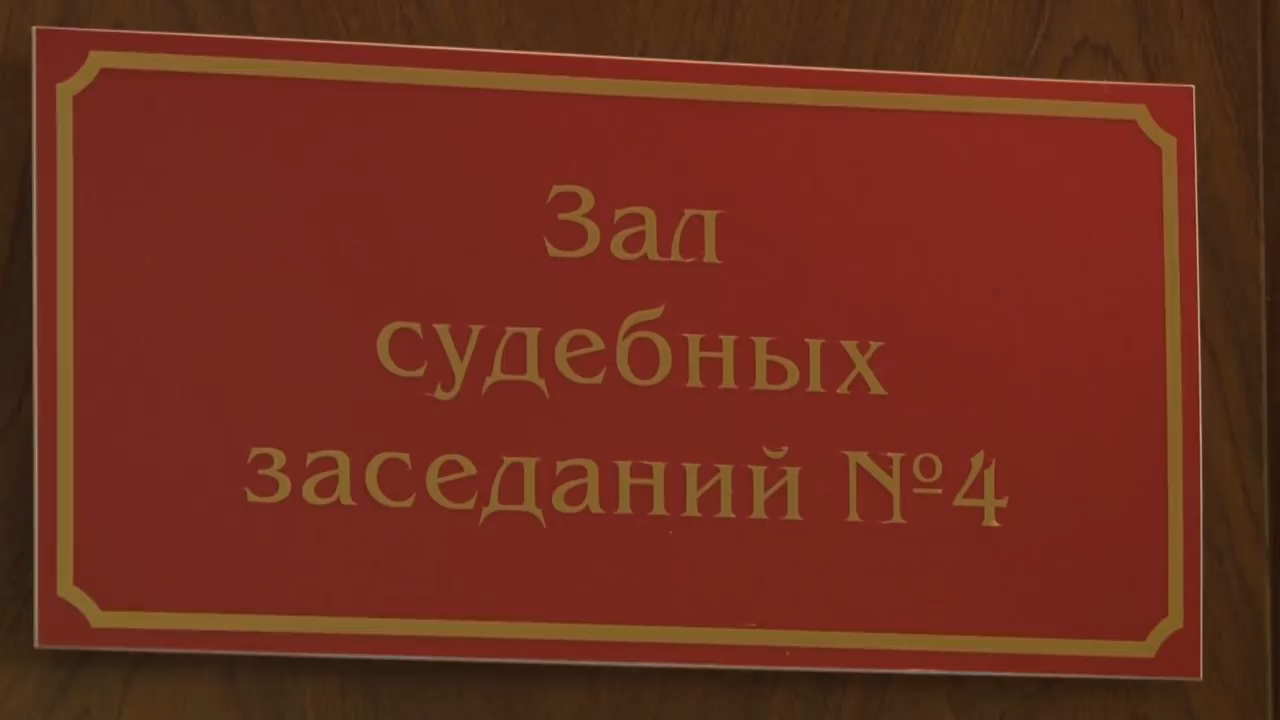 Зал
судебных
заседаний №4